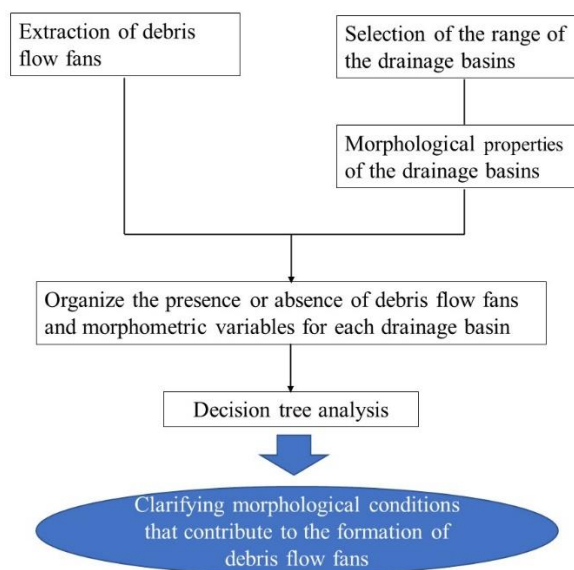 Extraction of debris
flow fans
Selection of the range of
the drainage basins
Morphological properties
of the drainage basins
Organize the presence or absence of debris flow fans
and morphometric variables for each drainage basin
Decision tree analysis
Clarifying morphological conditions
that contribute to the formation of
debris flow fans